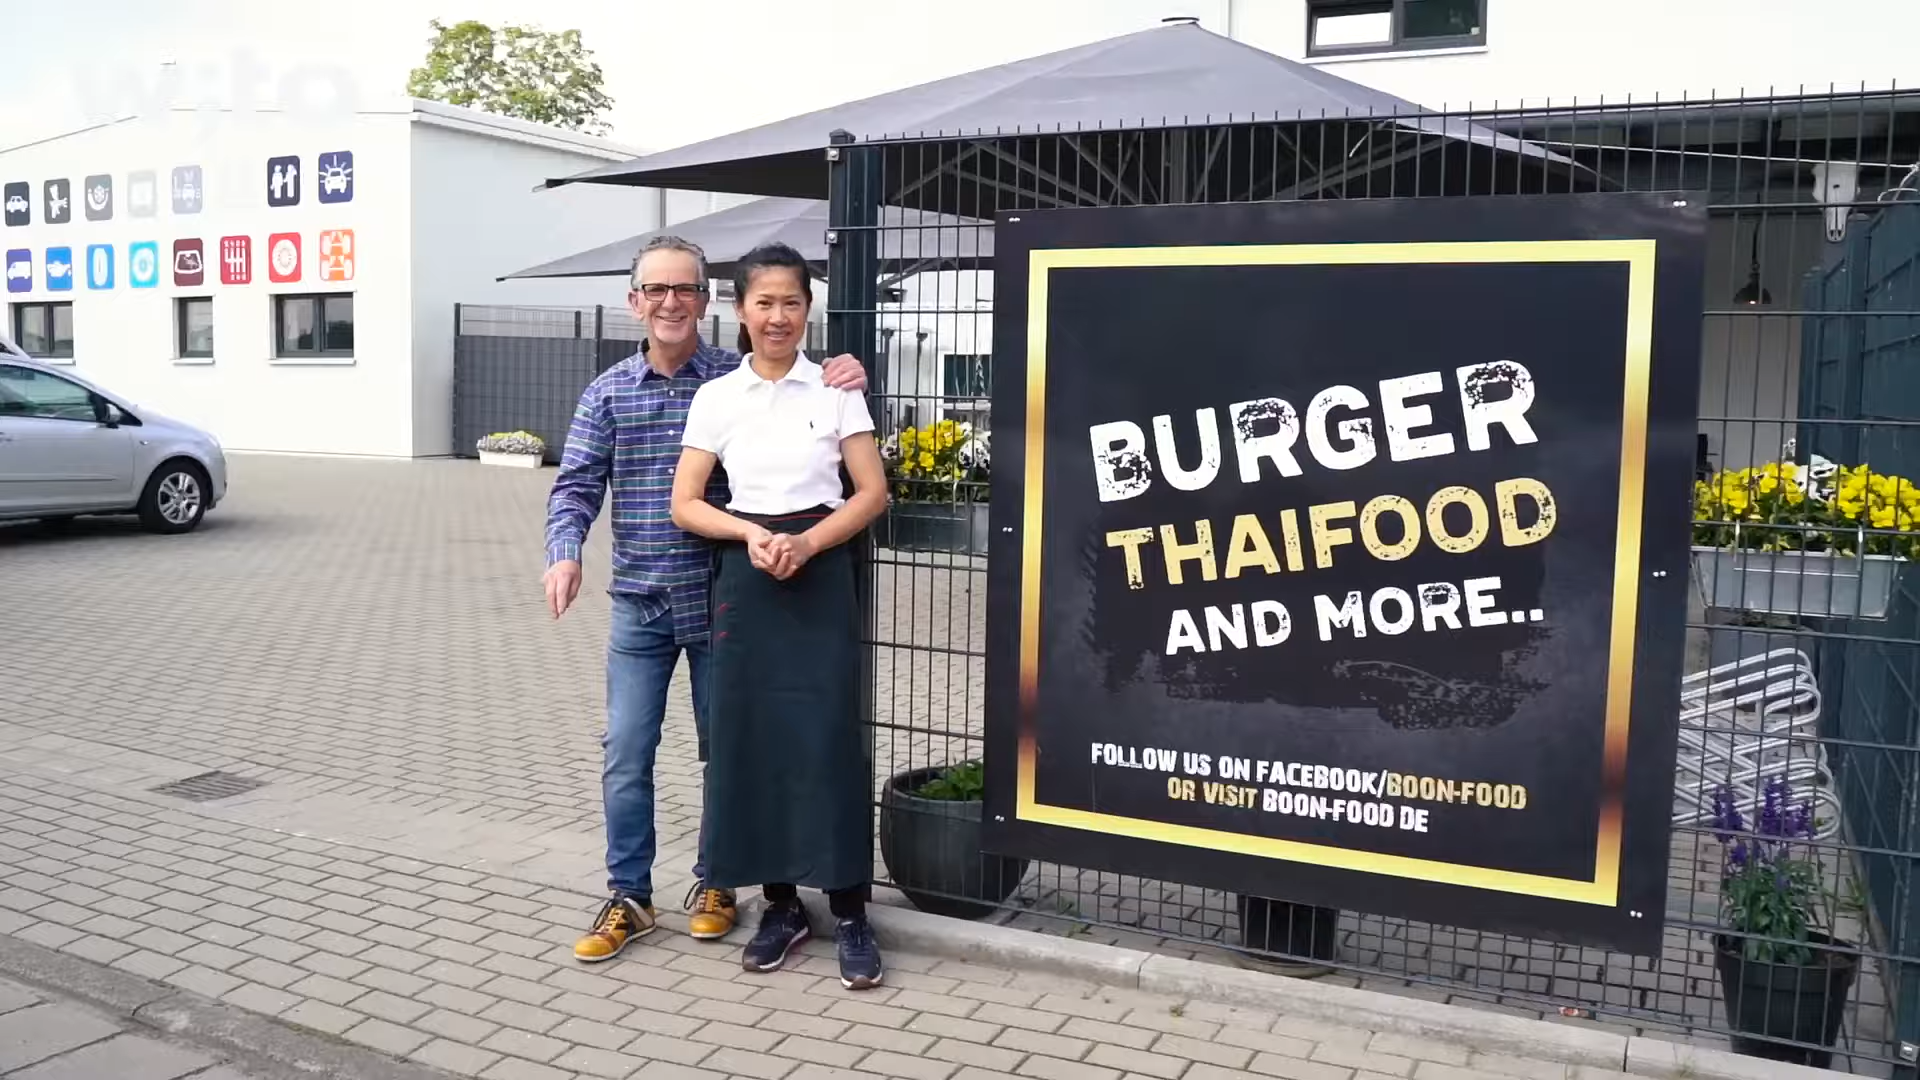 BURGER
THAIFOOD
AND MORE..
FOLLOW US ON FACEBOOK/BOON-FOOD
OR VISIT BOON-FOOD DE